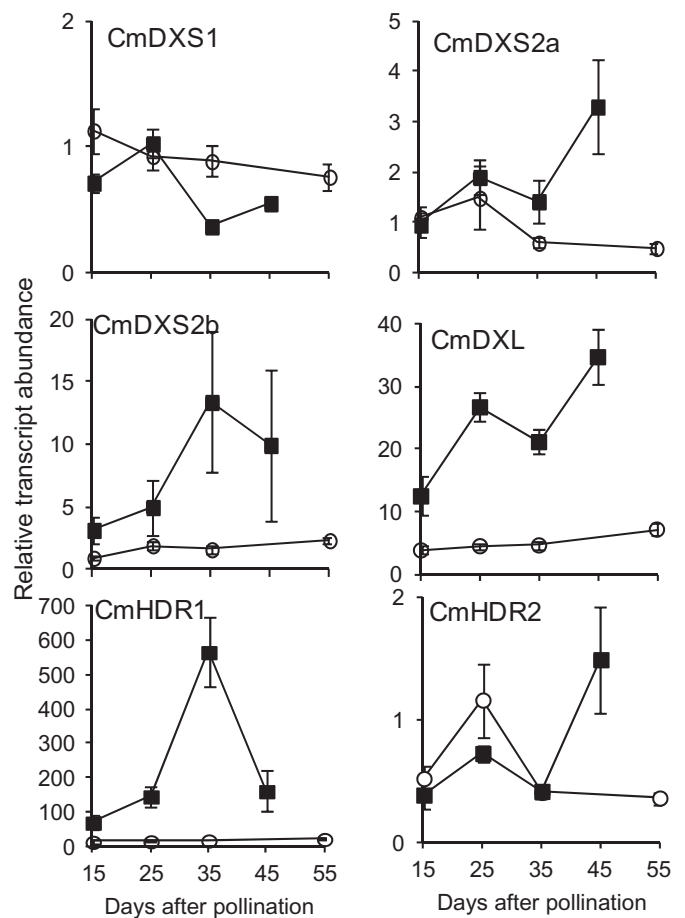 Relative transcript abundance
CmDXS1
2
1
0
CmDXS2a
5
4
3
2
1
0
CmDXS2b
20
15
10
5
0
CmDXL
40
30
20
10
0
CmHDR1
700
600
500
400
300
200
100
0
15 25 35 45 55
Days after pollination
CmHDR2
2
1
0
15 25 35 45 55
Days after pollination